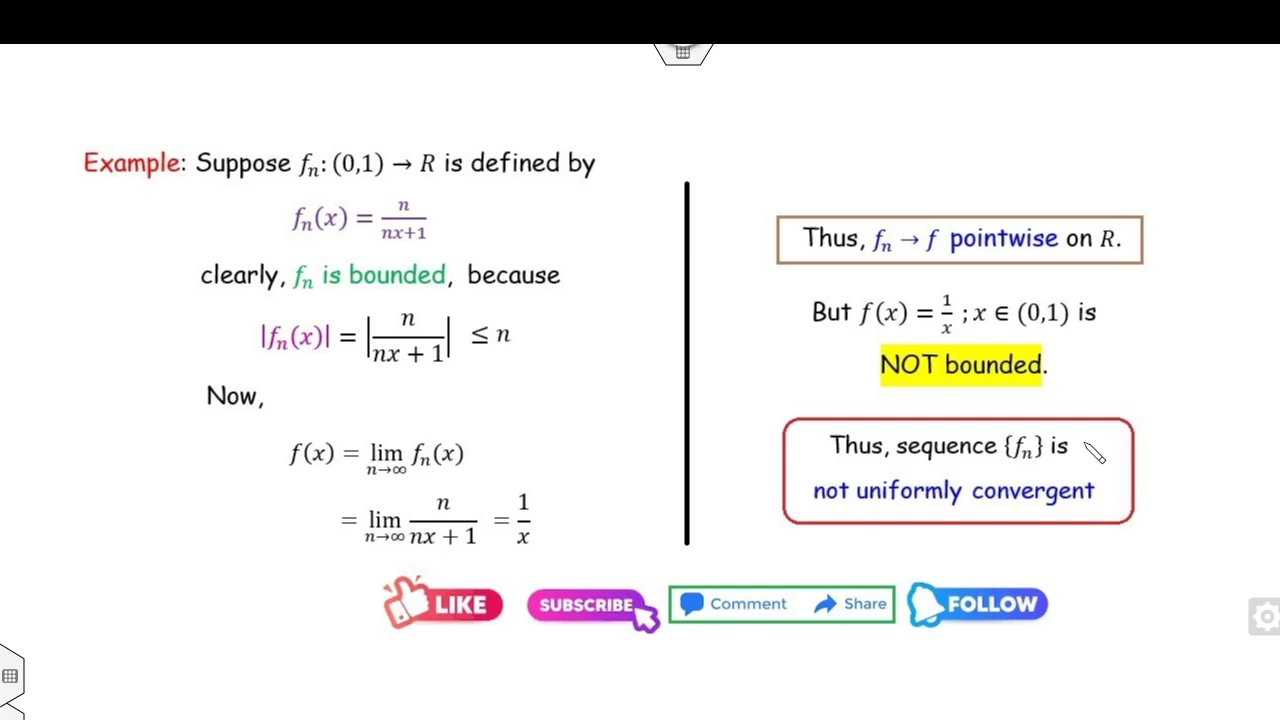 Example: Suppose fₙ: (0,1) → R is defined by
fₙ(x) = n/(nx+1)
clearly, fₙ is bounded, because
|fₙ(x)| = |n/(nx + 1)| ≤ n
Now,
f(x) = lim n→∞ fₙ(x)
= lim n→∞ n/(nx + 1) = 1/x
Thus, fₙ → f pointwise on R.
But f(x) = 1/x ; x ∈ (0,1) is
NOT bounded.
Thus, sequence {fₙ} is
not uniformly convergent
LIKE SUBSCRIBE Comment Share FOLLOW